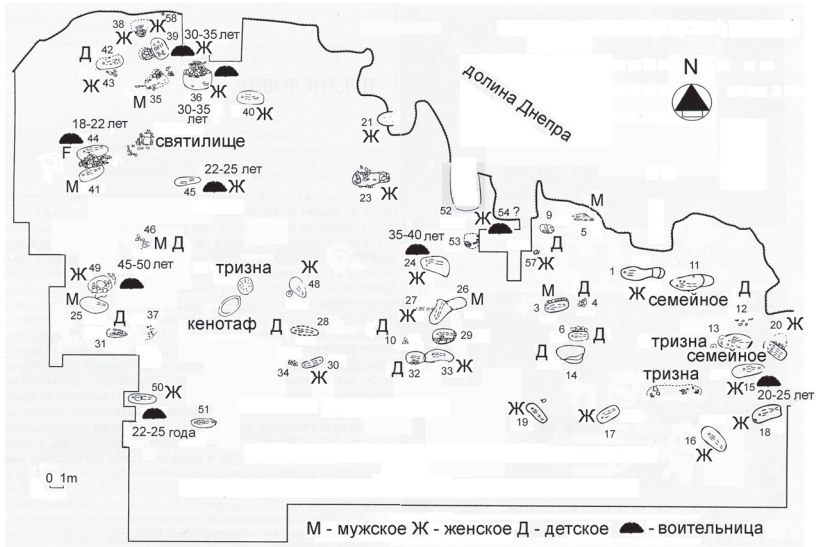 58
38 Ж Ж
39 30-35 лет
Д 42 Ж
Ж 43
М 35 36 Ж
30-35
лет
40 Ж
долина Днепра
N
21
Ж
18-22 лет
44
F
святилище
М 41
22-25 лет
45 Ж
23 Ж
52
Ж 54 ?
53
9
Д
М
5
57
Ж
46
М Д
35-40 лет
24 Ж
Ж 49 45-50 лет
М
25
Д
31
37
тризна
кенотаф
Ж
48
27
Ж
26
М
1
Ж
11
семейное
М
3
Д
4
Д
12
Д 28
Д
10
29
6
Д
Д
14
13
20
Ж
тризна
семейное
34
30
Ж
Д 32
33 Ж
тризна
Ж 15
20-25 лет
50 Ж
51
22-25 года
Ж
19
Ж
17
16
Ж
Ж
18
0 1m
М - мужское Ж - женское Д - детское - воительница